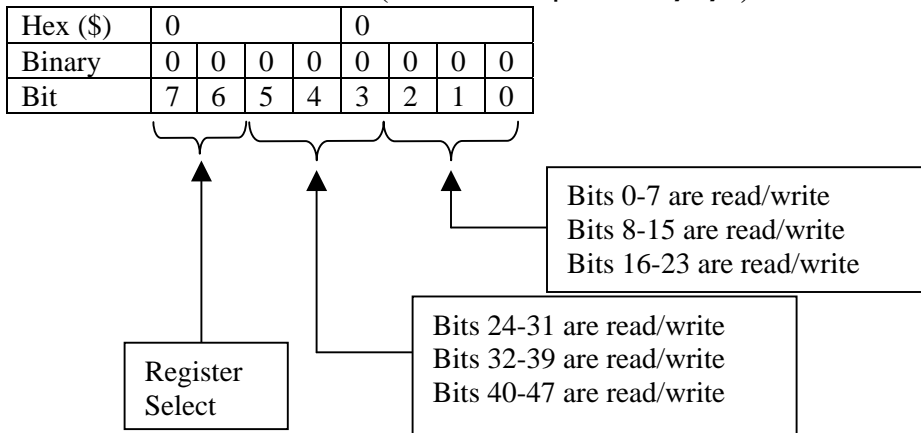 Hex ($) 0 0
Binary 0 0 0 0 0 0 0 0
Bit 7 6 5 4 3 2 1 0
Bits 0-7 are read/write
Bits 8-15 are read/write
Bits 16-23 are read/write
Bits 24-31 are read/write
Bits 32-39 are read/write
Bits 40-47 are read/write
Register
Select